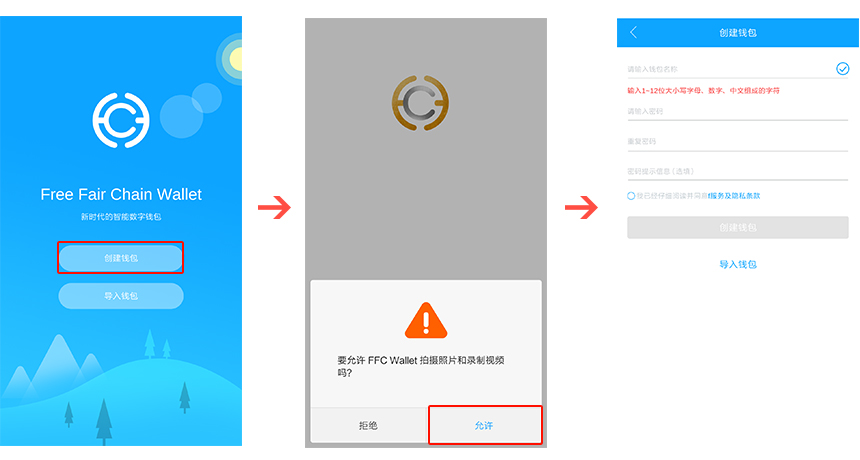 Free Fair Chain Wallet
新时代的智能数字钱包
创建钱包
导入钱包
要允许 FFC Wallet 拍摄照片和录制视频
吗?
拒绝
允许
创建钱包
请输入钱包名称
输入1~12位大小写字母、数字、中文组成的字符
请输入密码
重复密码
密码提示信息 (选填)
我已经仔细阅读并同意f服务及隐私条款
创建钱包
导入钱包